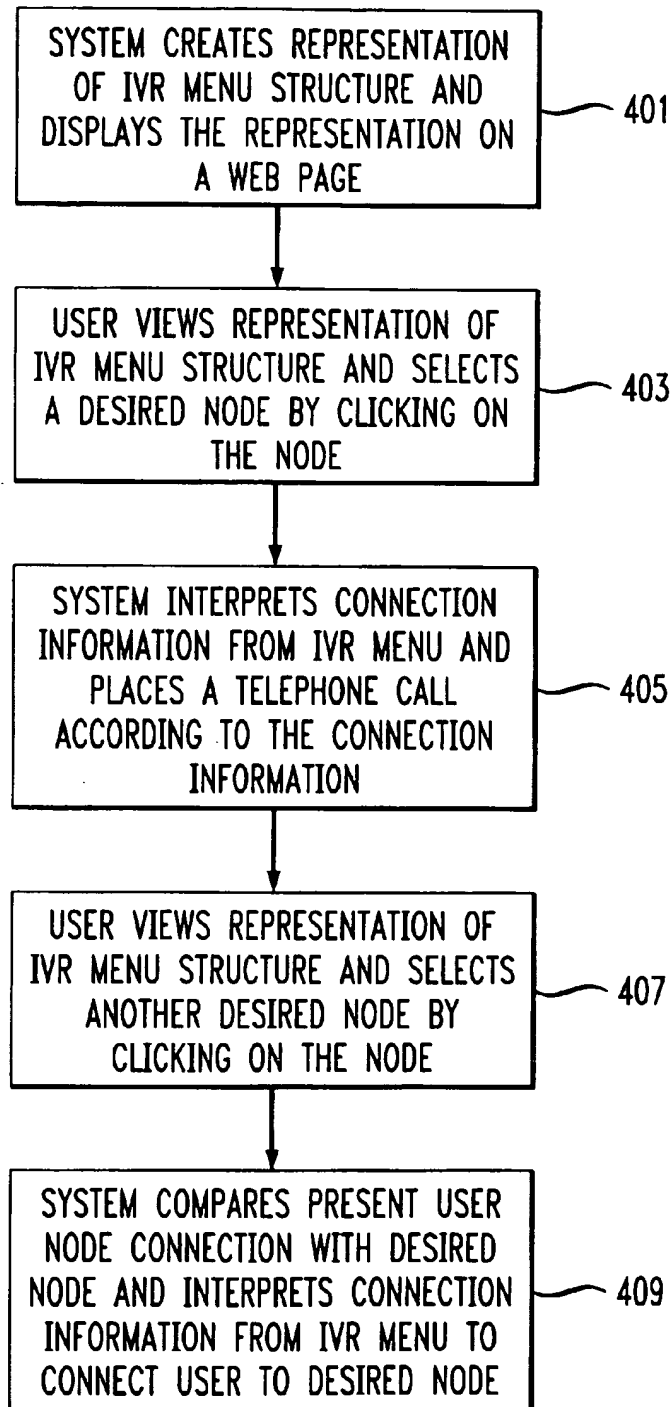 SYSTEM CREATES REPRESENTATION
OF IVR MENU STRUCTURE AND
DISPLAYS THE REPRESENTATION ON
A WEB PAGE
401
USER VIEWS REPRESENTATION OF
IVR MENU STRUCTURE AND SELECTS
A DESIRED NODE BY CLICKING ON
THE NODE
403
SYSTEM INTERPRETS CONNECTION
INFORMATION FROM IVR MENU AND
PLACES A TELEPHONE CALL
ACCORDING TO THE CONNECTION
INFORMATION
405
USER VIEWS REPRESENTATION OF
IVR MENU STRUCTURE AND SELECTS
ANOTHER DESIRED NODE BY
CLICKING ON THE NODE
407
SYSTEM COMPARES PRESENT USER
NODE CONNECTION WITH DESIRED
NODE AND INTERPRETS CONNECTION
INFORMATION FROM IVR MENU TO
CONNECT USER TO DESIRED NODE
409